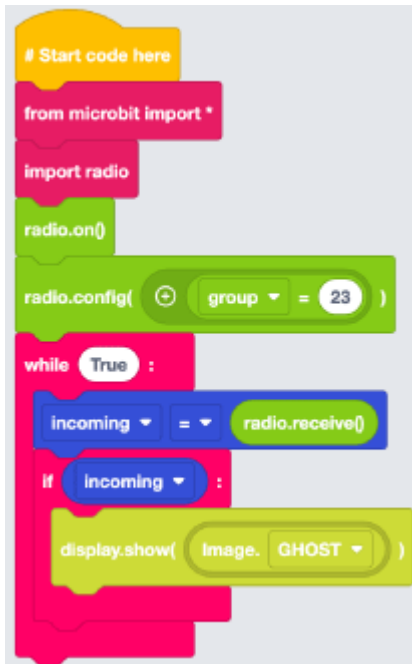 # Start code here
from microbit import *
import radio
radio.on()
radio.config( ⊕ group ▾ = 23 )
while True :
incoming ▾ = ▾ radio.receive()
if incoming ▾ :
display.show( Image. GHOST ▾ )